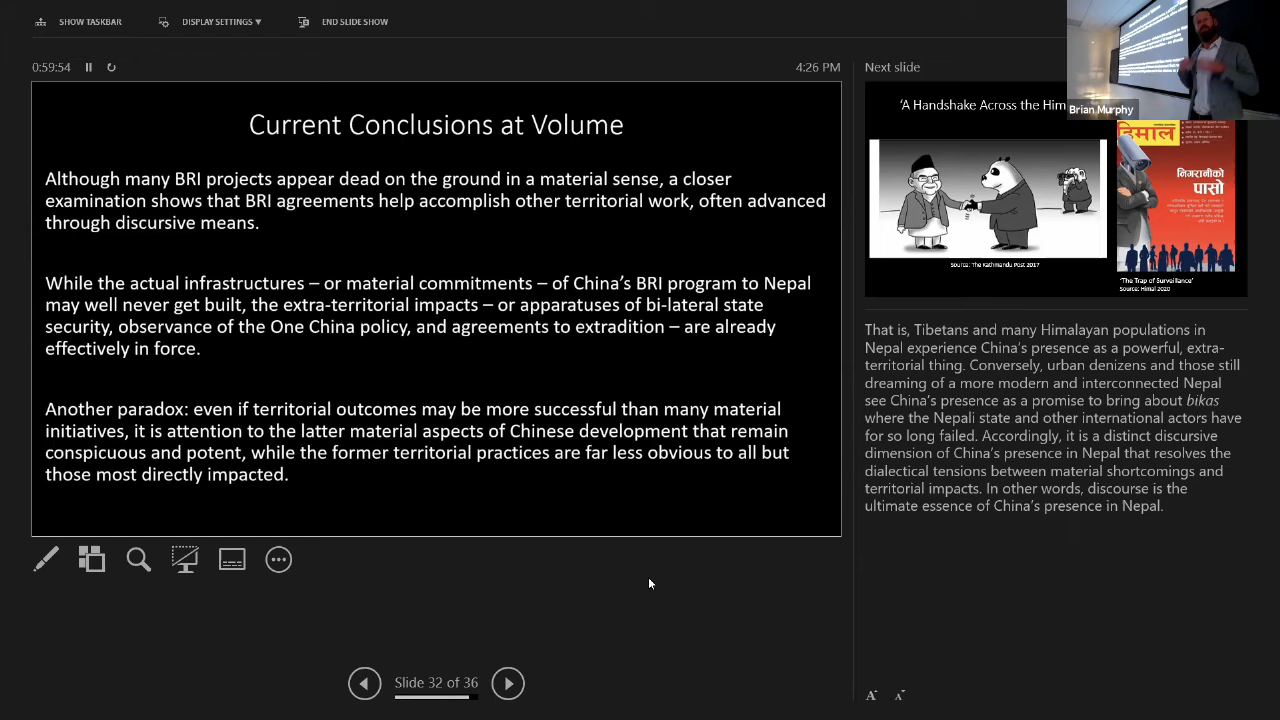 SHOW TASKBAR
DISPLAY SETTINGS ▼
END SLIDE SHOW
0:59:54
4:26 PM
Current Conclusions at Volume
Although many BRI projects appear dead on the ground in a material sense, a closer
examination shows that BRI agreements help accomplish other territorial work, often advanced
through discursive means.
While the actual infrastructures – or material commitments – of China’s BRI program to Nepal
may well never get built, the extra-territorial impacts – or apparatuses of bi-lateral state
security, observance of the One China policy, and agreements to extradition – are already
effectively in force.
Another paradox: even if territorial outcomes may be more successful than many material
initiatives, it is attention to the latter material aspects of Chinese development that remain
conspicuous and potent, while the former territorial practices are far less obvious to all but
those most directly impacted.
Slide 32 of 36
Next slide
Brian Murphy
‘A Handshake Across the Him
हिमाल
निगरानीको
पासो
Source: The Kathmandu Post 2017
‘The Trap of Surveillance’
Source: Himal 2020
That is, Tibetans and many Himalayan populations in
Nepal experience China’s presence as a powerful, extra-
territorial thing. Conversely, urban denizens and those still
dreaming of a more modern and interconnected Nepal
see China’s presence as a promise to bring about bikas
where the Nepali state and other international actors have
for so long failed. Accordingly, it is a distinct discursive
dimension of China’s presence in Nepal that resolves the
dialectical tensions between material shortcomings and
territorial impacts. In other words, discourse is the
ultimate essence of China’s presence in Nepal.
A
A